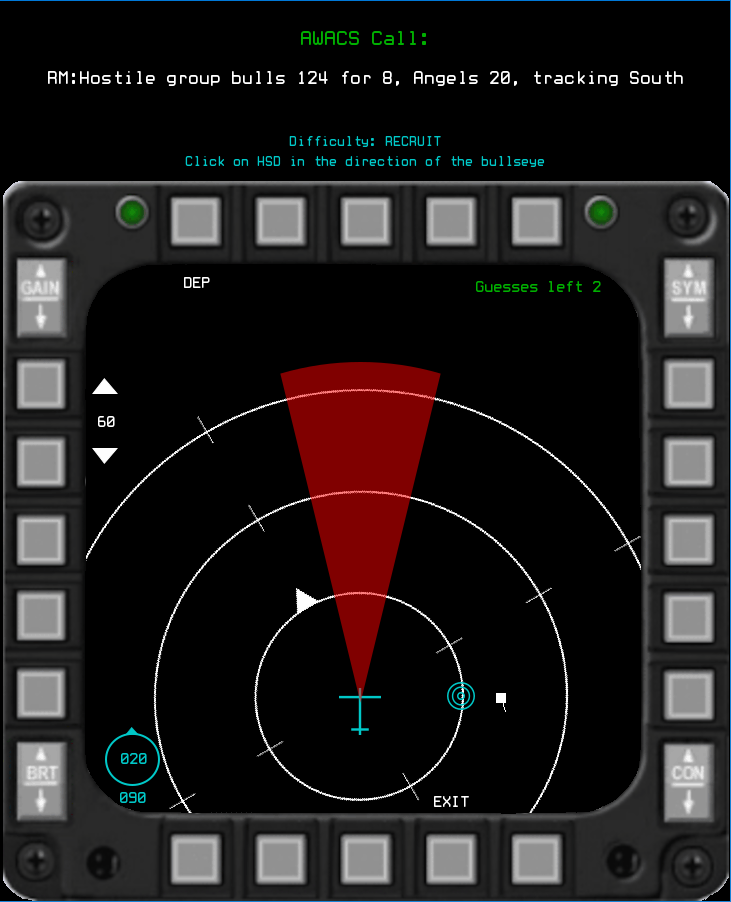 AWACS Call:
RM:Hostile group bulls 124 for 8, Angels 20, tracking South
Difficulty: RECRUIT
Click on HSD in the direction of the bullseye
GAIN
DEP
Guesses left 2
SYM
60
020
090
BRT
EXIT
CON